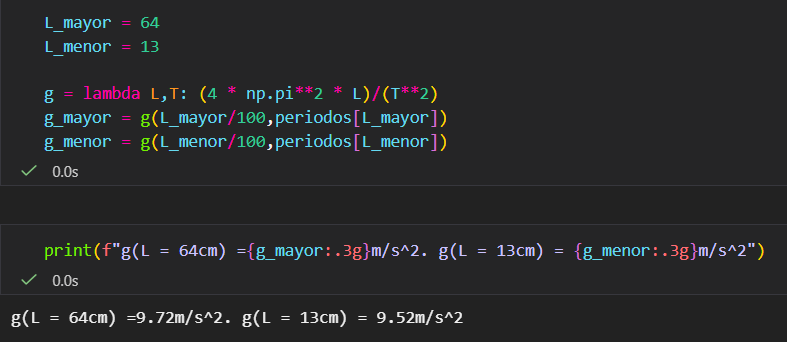 L_mayor = 64
L_menor = 13
g = lambda L,T: (4 * np.pi**2 * L)/(T**2)
g_mayor = g(L_mayor/100,periodos[L_mayor])
g_menor = g(L_menor/100,periodos[L_menor])
0.0s
print(f"g(L = 64cm) ={g_mayor:.3g}m/s^2. g(L = 13cm) = {g_menor:.3g}m/s^2")
0.0s
g(L = 64cm) =9.72m/s^2. g(L = 13cm) = 9.52m/s^2